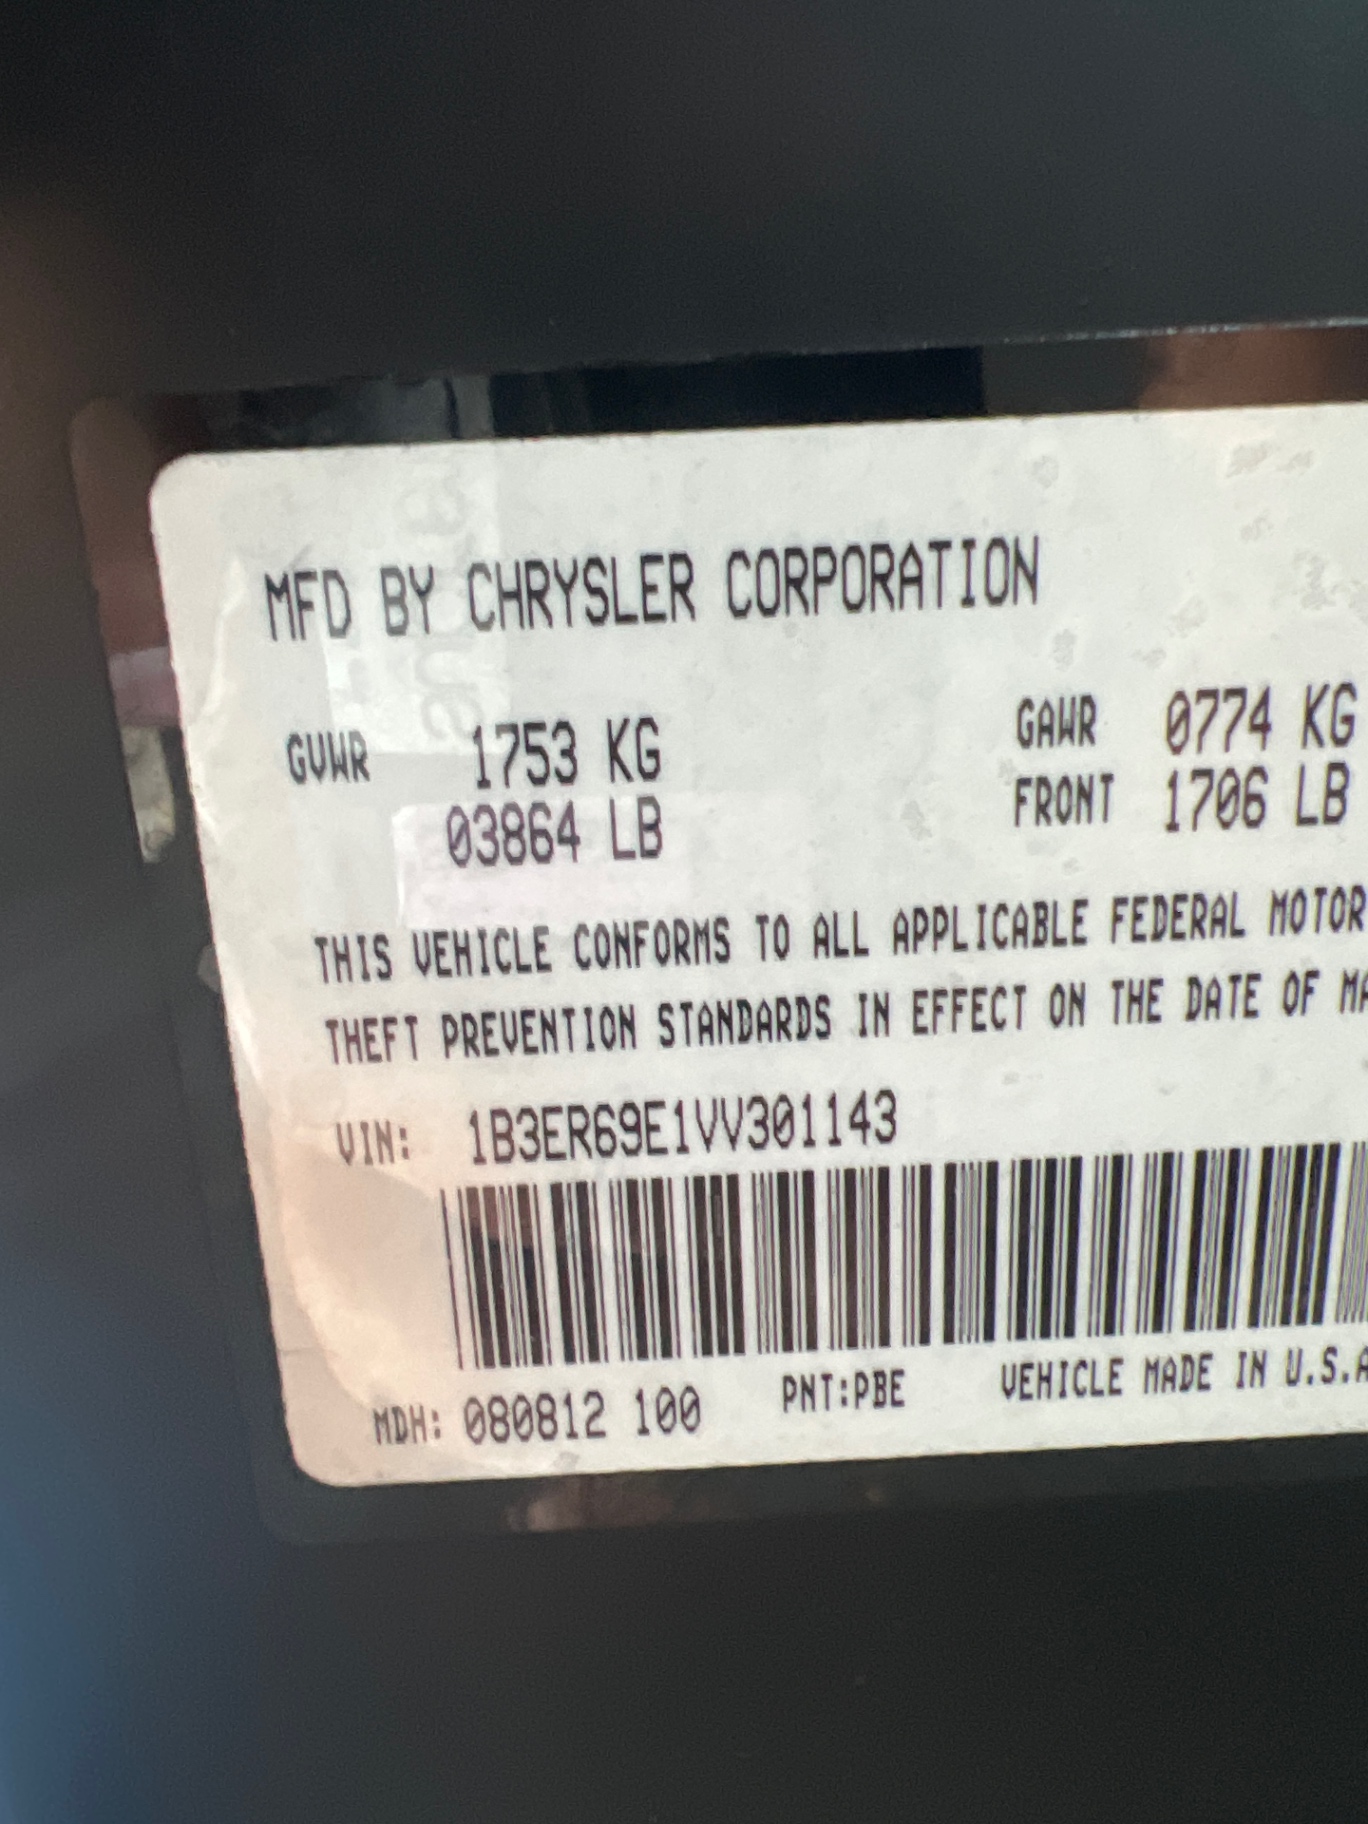 MFD BY CHRYSLER CORPORATION
GVWR 1753 KG GAWR 0774 KG
03864 LB FRONT 1706 LB
THIS VEHICLE CONFORMS TO ALL APPLICABLE FEDERAL MOTOR
THEFT PREVENTION STANDARDS IN EFFECT ON THE DATE OF
VIN: 1B3ER69E1VV301143
MDH: 080812 100 PNT:PBE VEHICLE MADE IN U.S.A